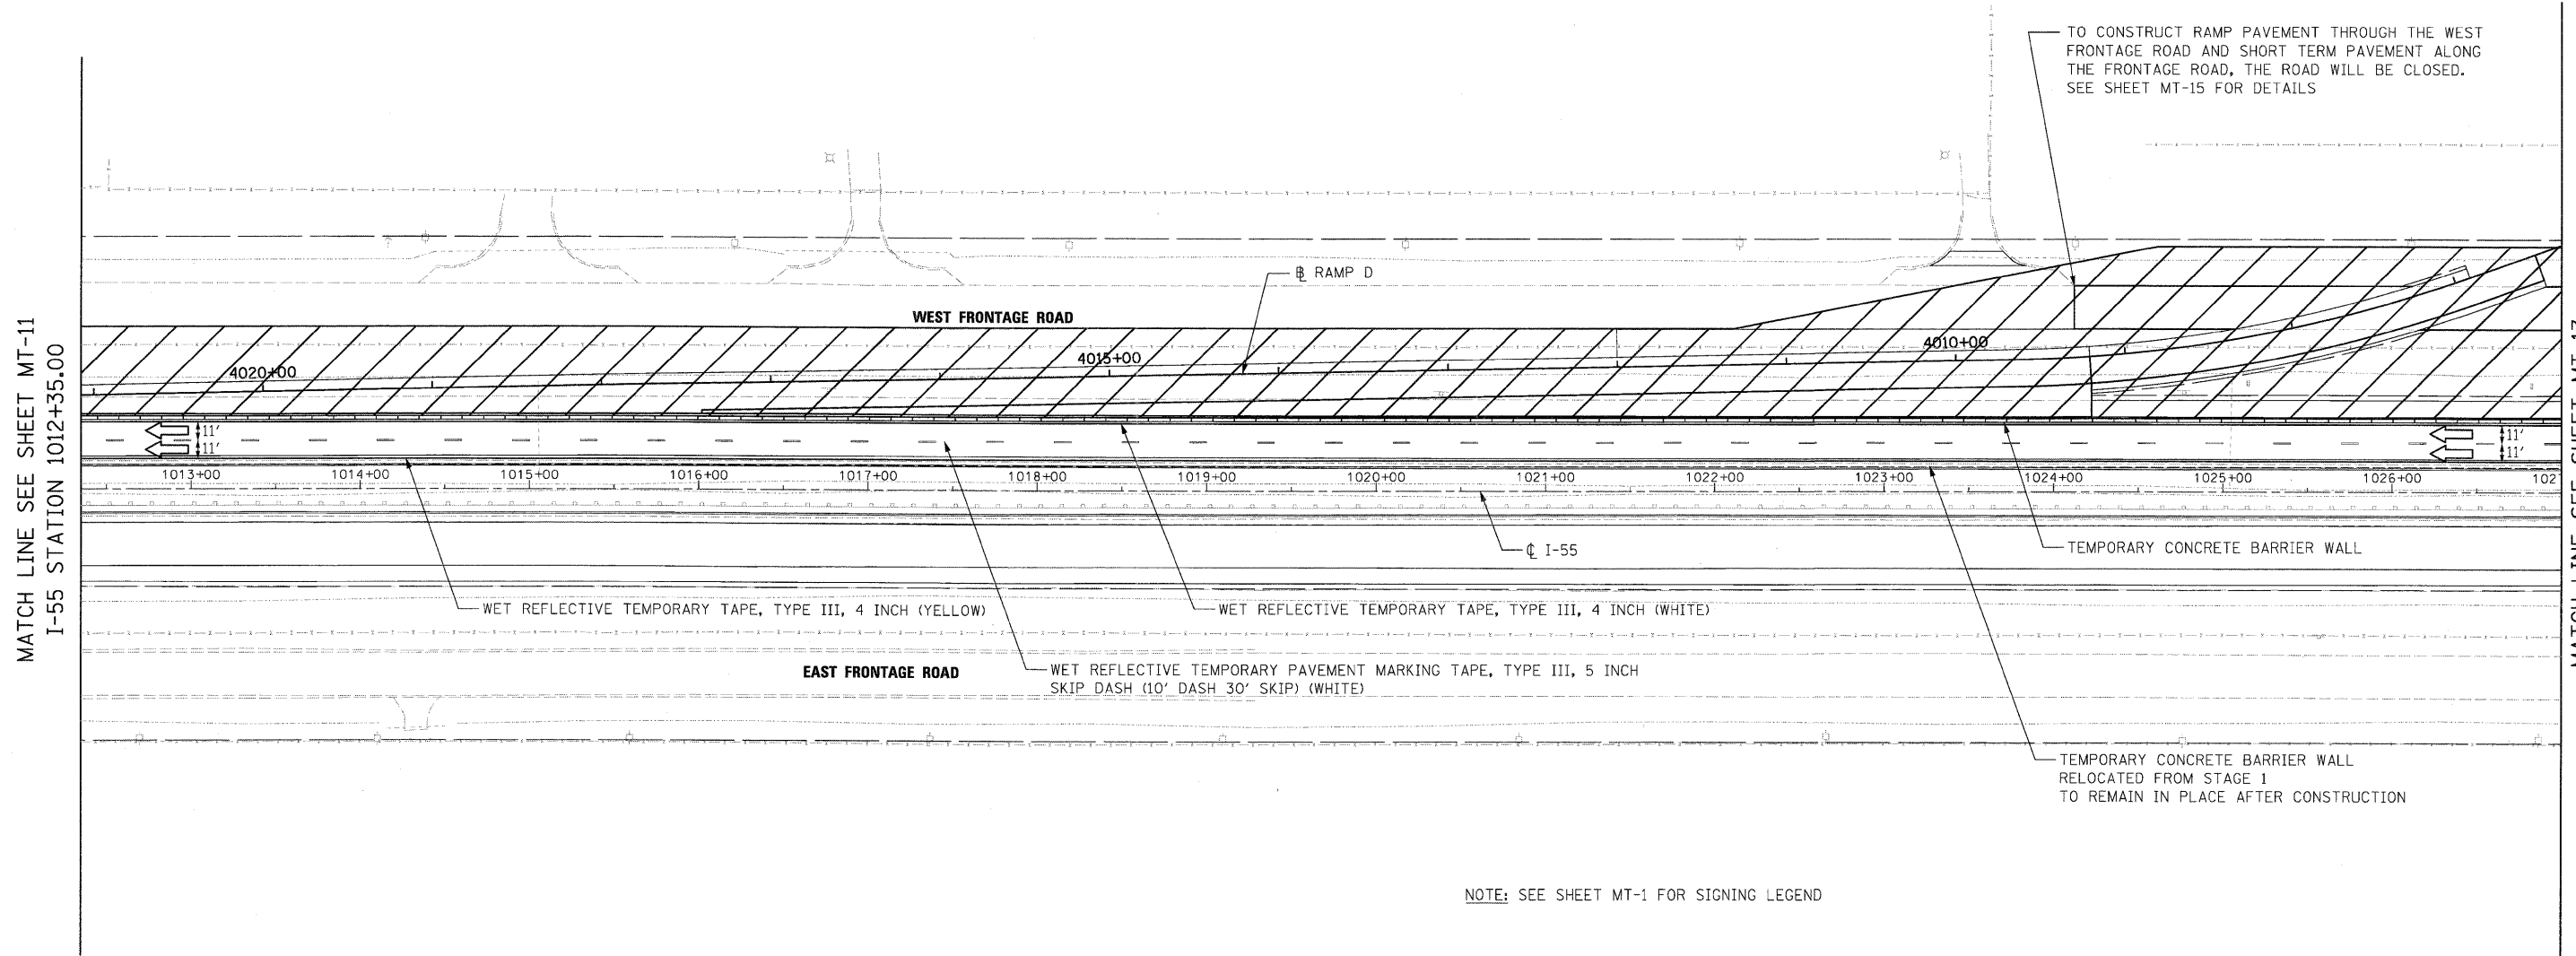 TO CONSTRUCT RAMP PAVEMENT THROUGH THE WEST
FRONTAGE ROAD AND SHORT TERM PAVEMENT ALONG
THE FRONTAGE ROAD, THE ROAD WILL BE CLOSED.
SEE SHEET MT-15 FOR DETAILS
MATCH LINE SEE SHEET MT-11
I-55 STATION 1012+35.00
℄ RAMP D
WEST FRONTAGE ROAD
4020+00
4015+00
4010+00
11'
11'
11'
11'
1013+00
1014+00
1015+00
1016+00
1017+00
1018+00
1019+00
1020+00
1021+00
1022+00
1023+00
1024+00
1025+00
1026+00
℄ I-55
TEMPORARY CONCRETE BARRIER WALL
WET REFLECTIVE TEMPORARY TAPE, TYPE III, 4 INCH (YELLOW)
WET REFLECTIVE TEMPORARY TAPE, TYPE III, 4 INCH (WHITE)
EAST FRONTAGE ROAD
WET REFLECTIVE TEMPORARY PAVEMENT MARKING TAPE, TYPE III, 5 INCH
SKIP DASH (10' DASH 30' SKIP) (WHITE)
TEMPORARY CONCRETE BARRIER WALL
RELOCATED FROM STAGE 1
TO REMAIN IN PLACE AFTER CONSTRUCTION
NOTE: SEE SHEET MT-1 FOR SIGNING LEGEND